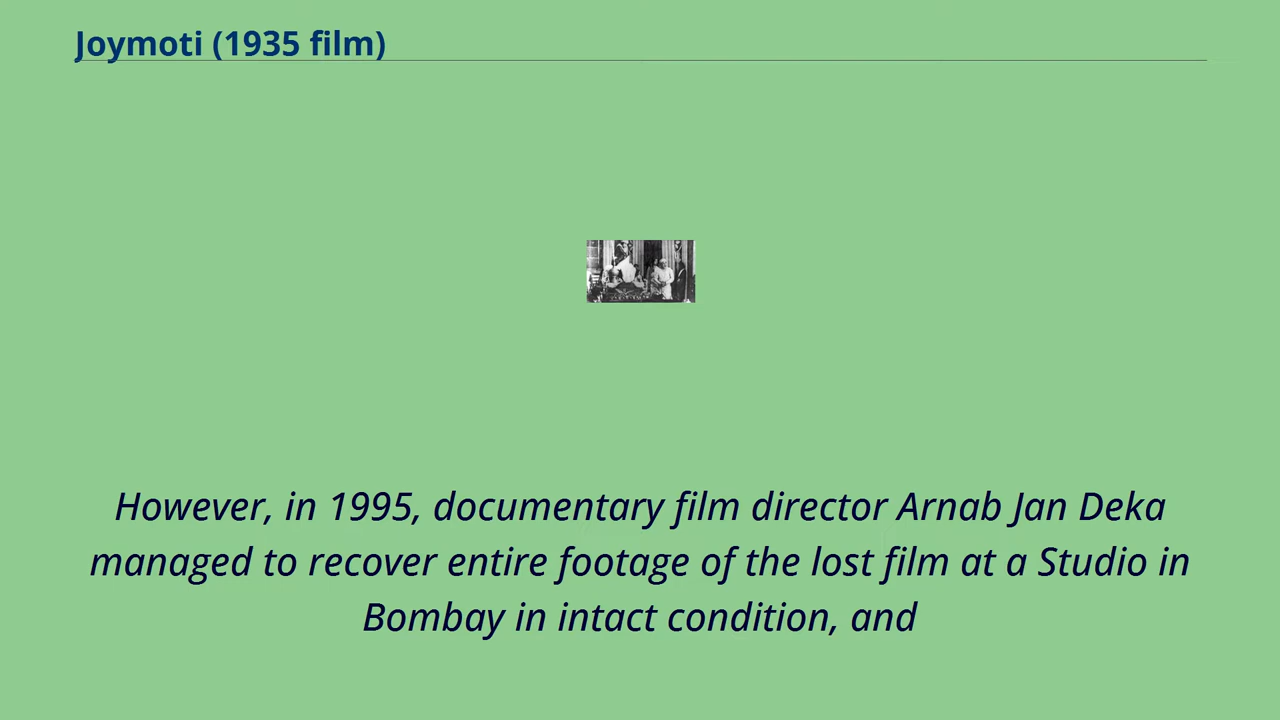 Joymoti (1935 film)
However, in 1995, documentary film director Arnab Jan Deka
managed to recover entire footage of the lost film at a Studio in
Bombay in intact condition, and